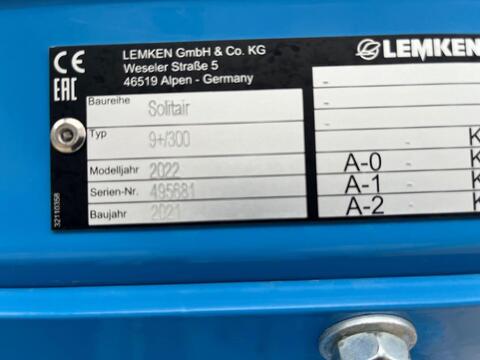 CE
LEMKEN GmbH & Co. KG
Weseler Straße 5
46519 Alpen - Germany
LEMKEN
EAC
Baureihe Solitair
Typ 9+/300
Modelljahr 2022
Serien-Nr. 495681
Baujahr 2021
A-0 - K
A-1 - K
A-2 - K
32110358